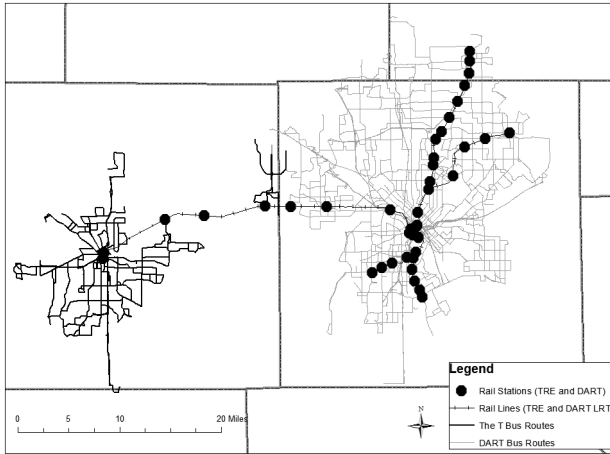 Legend
Rail Stations (TRE and DART)
Rail Lines (TRE and DART LRT
The T Bus Routes
DART Bus Routes
N
0 5 10 20 Miles